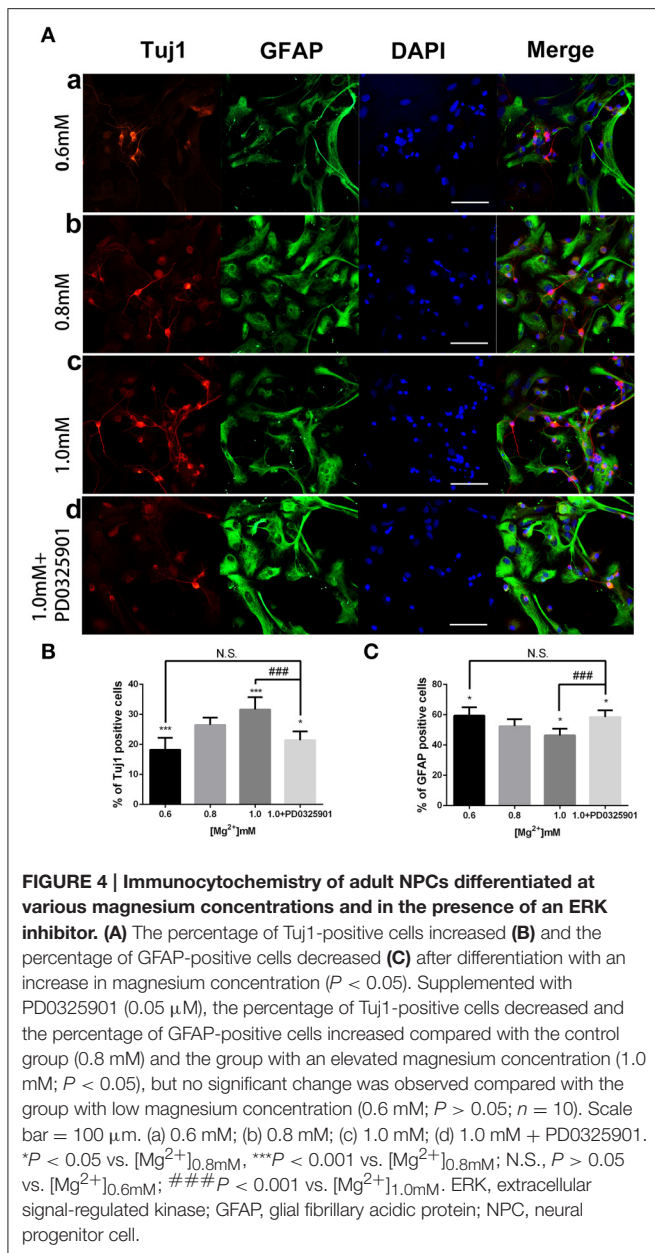 A
Tuj1 GFAP DAPI Merge
a
0.6mM
b
0.8mM
c
1.0mM
d
1.0mM+
PD0325901
B
N.S.
###
***
***
*
% of Tuj1 positive cells
40
30
20
10
0
0.6 0.8 1.0 1.0+PD0325901
[Mg2+]mM
C
N.S.
###
*
*
*
% of GFAP positive cells
80
60
40
20
0
0.6 0.8 1.0 1.0+PD0325901
[Mg2+]mM
FIGURE 4 | Immunocytochemistry of adult NPCs differentiated at
various magnesium concentrations and in the presence of an ERK
inhibitor. (A) The percentage of Tuj1-positive cells increased (B) and the
percentage of GFAP-positive cells decreased (C) after differentiation with an
increase in magnesium concentration (P < 0.05). Supplemented with
PD0325901 (0.05 μM), the percentage of Tuj1-positive cells decreased and
the percentage of GFAP-positive cells increased compared with the control
group (0.8 mM) and the group with an elevated magnesium concentration (1.0
mM; P < 0.05), but no significant change was observed compared with the
group with low magnesium concentration (0.6 mM; P > 0.05; n = 10). Scale
bar = 100 μm. (a) 0.6 mM; (b) 0.8 mM; (c) 1.0 mM; (d) 1.0 mM + PD0325901.
*P < 0.05 vs. [Mg2+]0.8mM, ***P < 0.001 vs. [Mg2+]0.8mM; N.S., P > 0.05
vs. [Mg2+]0.6mM; ###P < 0.001 vs. [Mg2+]1.0mM. ERK, extracellular
signal-regulated kinase; GFAP, glial fibrillary acidic protein; NPC, neural
progenitor cell.